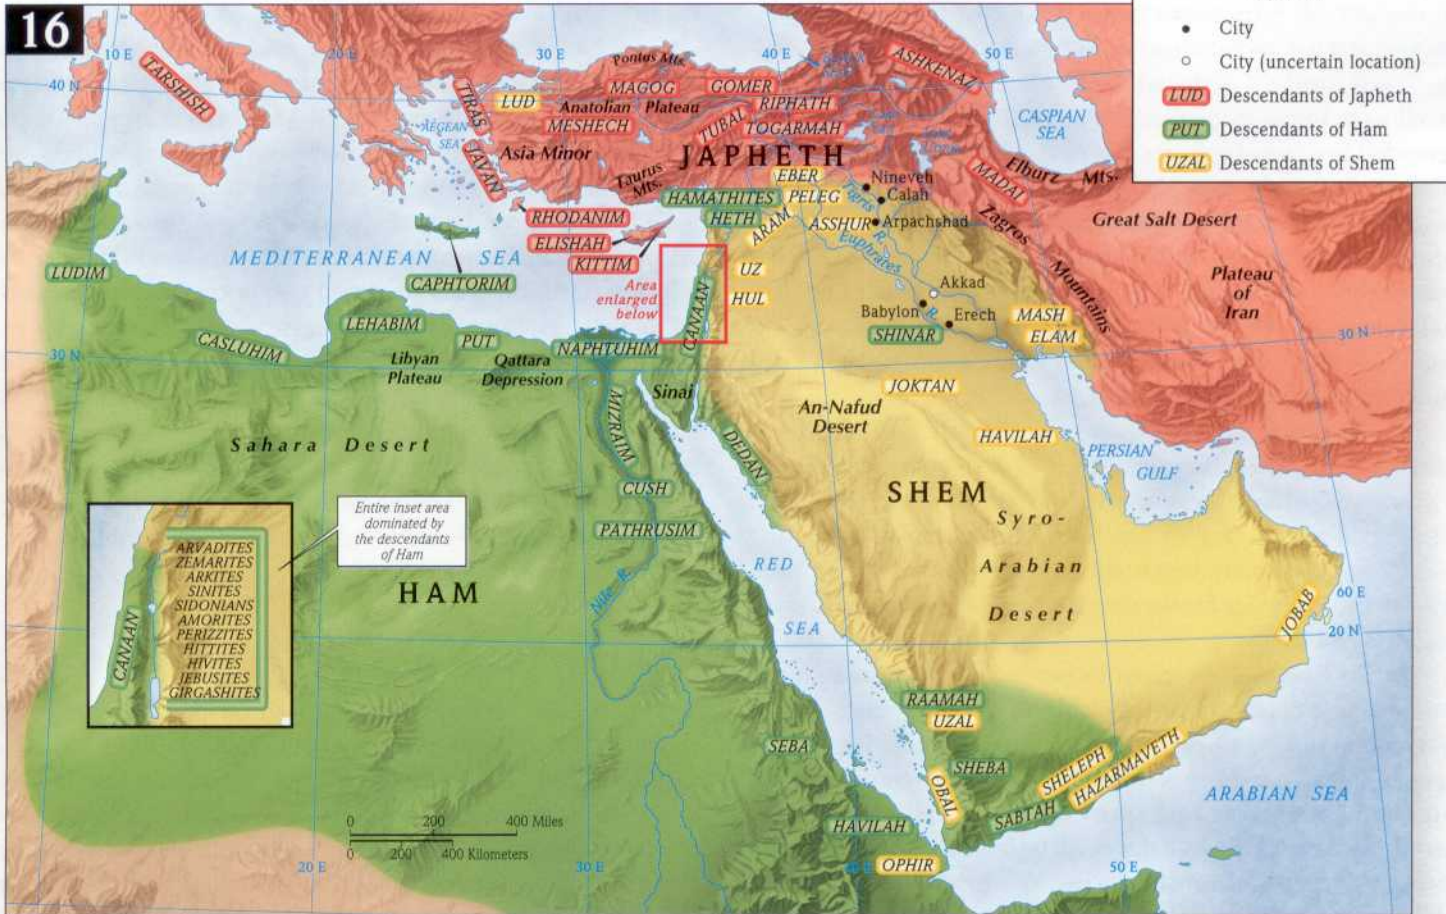 16
City
City (uncertain location)
LUD Descendants of Japheth
PUT Descendants of Ham
UZAL Descendants of Shem
10 E
20 E
30 E
40 E
50 E
40 N
TARSHISH
TIRAS
LUD
Pontus Mts.
MAGOG
GOMER
ASHKENAZ
CASPIAN
SEA
Anatolian Plateau
RIPHATH
MESHECH
TUBAL
TOGARMAH
AEGEAN
SEA
JAVAN
Asia Minor
JAPHETH
Taurus
Mts.
EBER
PELEG
Nineveh
Calah
MADAI
Elburz Mts.
HAMATHITES
HETH
ARAM
ASSHUR
Arpachshad
Tigris R.
Euphrates R.
Zagros Mountains
Great Salt Desert
RHODANIM
ELISHAH
KITTIM
MEDITERRANEAN SEA
CAPHTORIM
Area
enlarged
below
CANAAN
UZ
HUL
Akkad
Babylon
Erech
SHINAR
MASH
ELAM
Plateau
of
Iran
LUDIM
LEHABIM
CASLUHIM
PUT
NAPHTUHIM
30 N
30 N
Libyan
Plateau
Qattara
Depression
Sinai
MIZRAIM
JOKTAN
An-Nafud
Desert
HAVILAH
PERSIAN
GULF
DEDAN
Sahara Desert
CUSH
PATHRUSIM
SHEM
Syro-
Arabian
Desert
Entire inset area
dominated by
the descendants
of Ham
ARVADITES
ZEMARITES
ARKITES
SINITES
SIDONIANS
AMORITES
PERIZZITES
HITTITES
HIVITES
JEBUSITES
GIRGASHITES
CANAAN
HAM
Nile R.
RED
SEA
JOBAB
60 E
20 N
RAAMAH
UZAL
SEBA
SHEBA
OBAL
SHELEPH
HAZARMAVETH
SABTAH
ARABIAN SEA
HAVILAH
OPHIR
0 200 400 Miles
0 200 400 Kilometers
20 E
30 E
50 E